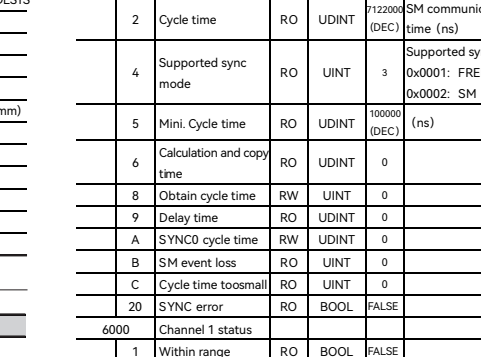 mm)
2 Cycle time RO UDINT 7122000 (DEC) SM communic
time (ns)
4 Supported sync mode RO UINT 3 Supported sy
0x0001: FRE
0x0002: SM
5 Mini. Cycle time RO UDINT 100000 (DEC) (ns)
6 Calculation and copy time RO UDINT 0
8 Obtain cycle time RW UINT 0
9 Delay time RO UDINT 0
A SYNC0 cycle time RW UDINT 0
B SM event loss RO UINT 0
C Cycle time toosmall RO UINT 0
20 SYNC error RO BOOL FALSE
6000 Channel 1 status
1 Within range RO BOOL FALSE